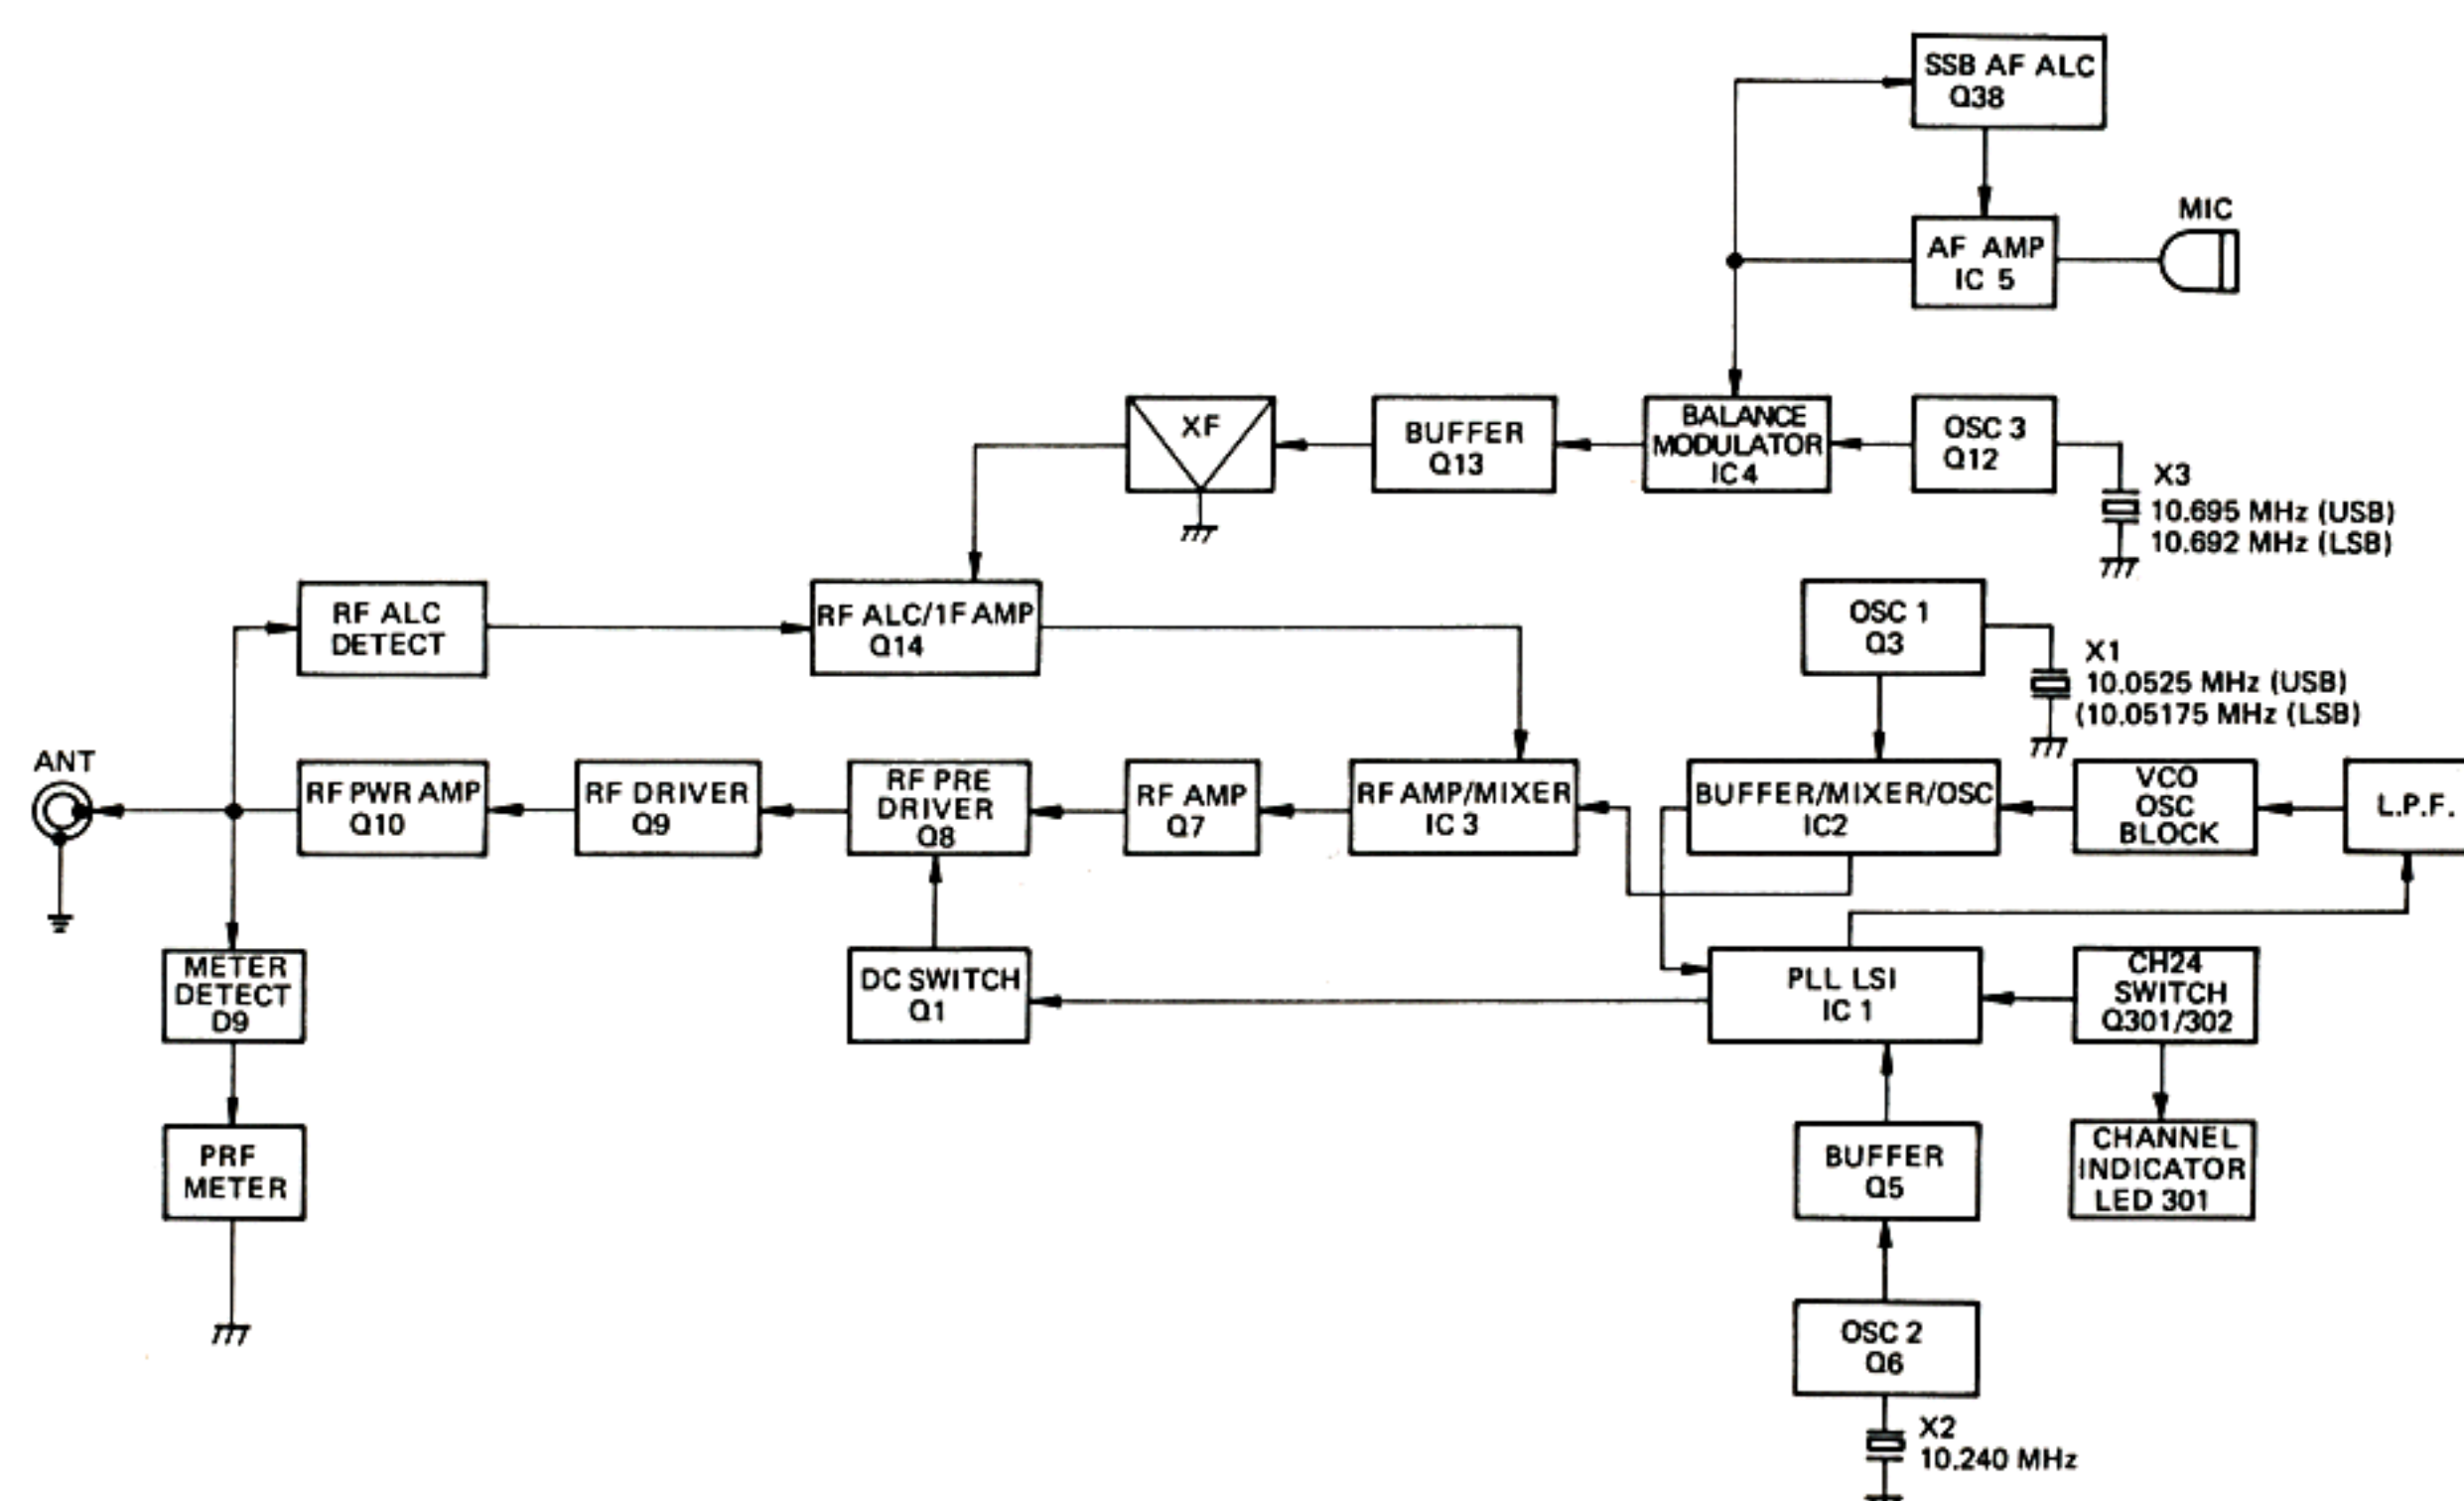 SSB AF ALC
Q38
MIC
AF AMP
IC 5
XF
BUFFER
Q13
BALANCE
MODULATOR
IC4
OSC 3
Q12
X3
10.695 MHz (USB)
10.692 MHz (LSB)
RF ALC
DETECT
RF ALC/1F AMP
Q14
OSC 1
Q3
X1
10.0525 MHz (USB)
(10.05175 MHz (LSB)
ANT
RF PWR AMP
Q10
RF DRIVER
Q9
RF PRE
DRIVER
Q8
RF AMP
Q7
RF AMP/MIXER
IC 3
BUFFER/MIXER/OSC
IC2
VCO
OSC
BLOCK
L.P.F.
METER
DETECT
D9
DC SWITCH
Q1
PLL LSI
IC 1
CH24
SWITCH
Q301/302
PRF
METER
BUFFER
Q5
CHANNEL
INDICATOR
LED 301
OSC 2
Q6
X2
10.240 MHz